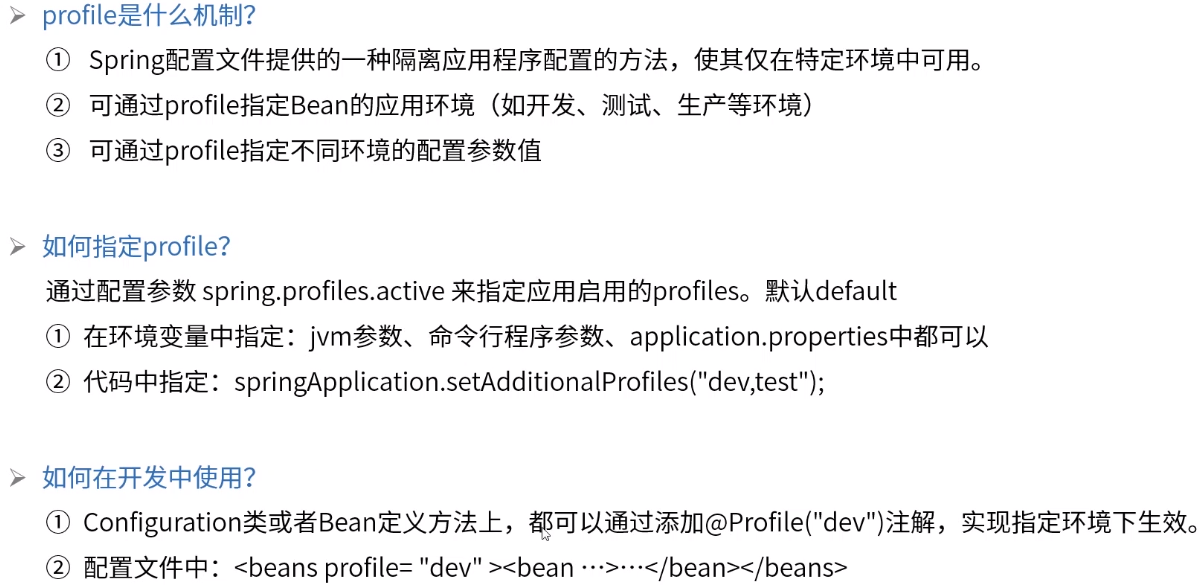 ➢ profile是什么机制？
① Spring配置文件提供的一种隔离应用程序配置的方法，使其仅在特定环境中可用。
② 可通过profile指定Bean的应用环境（如开发、测试、生产等环境）
③ 可通过profile指定不同环境的配置参数值
➢ 如何指定profile？
通过配置参数 spring.profiles.active 来指定应用启用的profiles。默认default
① 在环境变量中指定：jvm参数、命令行程序参数、application.properties中都可以
② 代码中指定：springApplication.setAdditionalProfiles("dev,test");
➢ 如何在开发中使用？
① Configuration类或者Bean定义方法上，都可以通过添加@Profile("dev")注解，实现指定环境下生效。
② 配置文件中：<beans profile= "dev" ><bean …>…</bean></beans>